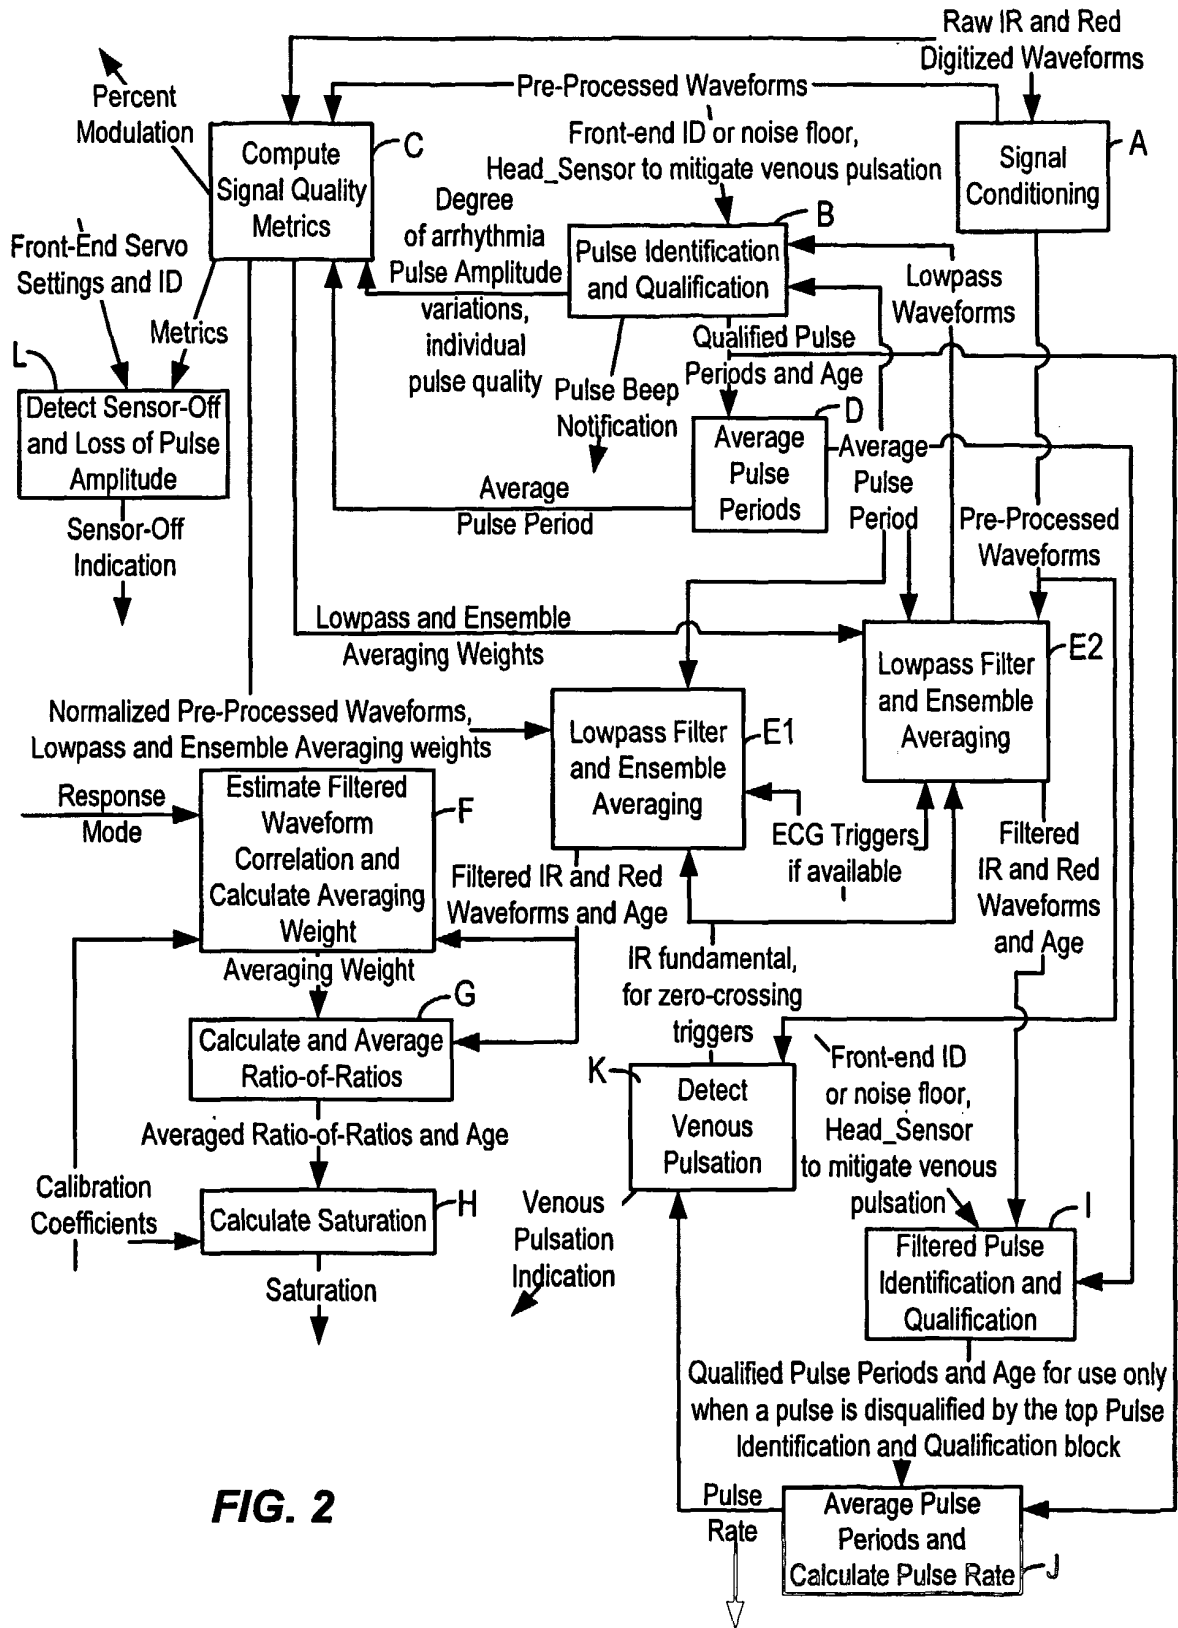 Raw IR and Red
Digitized Waveforms
Percent
Modulation
Pre-Processed Waveforms
C
Compute
Signal Quality
Metrics
Front-end ID or noise floor,
Head_Sensor to mitigate venous pulsation
A
Signal
Conditioning
Degree
of arrhythmia
Pulse Amplitude
variations,
individual
pulse quality
B
Pulse Identification
and Qualification
Lowpass
Waveforms
Front-End Servo
Settings and ID
Metrics
L
Detect Sensor-Off
and Loss of Pulse
Amplitude
Sensor-Off
Indication
Qualified Pulse
Periods and Age
Pulse Beep
Notification
D
Average
Pulse
Periods
Average
Pulse
Period
Average
Pulse Period
Pre-Processed
Waveforms
Lowpass and Ensemble
Averaging Weights
E2
Lowpass Filter
and Ensemble
Averaging
Normalized Pre-Processed Waveforms,
Lowpass and Ensemble Averaging weights
E1
Lowpass Filter
and Ensemble
Averaging
Response
Mode
F
Estimate Filtered
Waveform
Correlation and
Calculate Averaging
Weight
ECG Triggers
if available
Filtered
IR and Red
Waveforms
and Age
Filtered IR and Red
Waveforms and Age
Averaging Weight
IR fundamental,
for zero-crossing
triggers
G
Calculate and Average
Ratio-of-Ratios
K
Detect
Venous
Pulsation
Front-end ID
or noise floor,
Head_Sensor
to mitigate venous
pulsation
Averaged Ratio-of-Ratios and Age
Calibration
Coefficients
H
Calculate Saturation
Saturation
Venous
Pulsation
Indication
I
Filtered Pulse
Identification and
Qualification
Qualified Pulse Periods and Age for use only
when a pulse is disqualified by the top Pulse
Identification and Qualification block
Pulse
Rate
Average Pulse
Periods and
Calculate Pulse Rate
J
FIG. 2